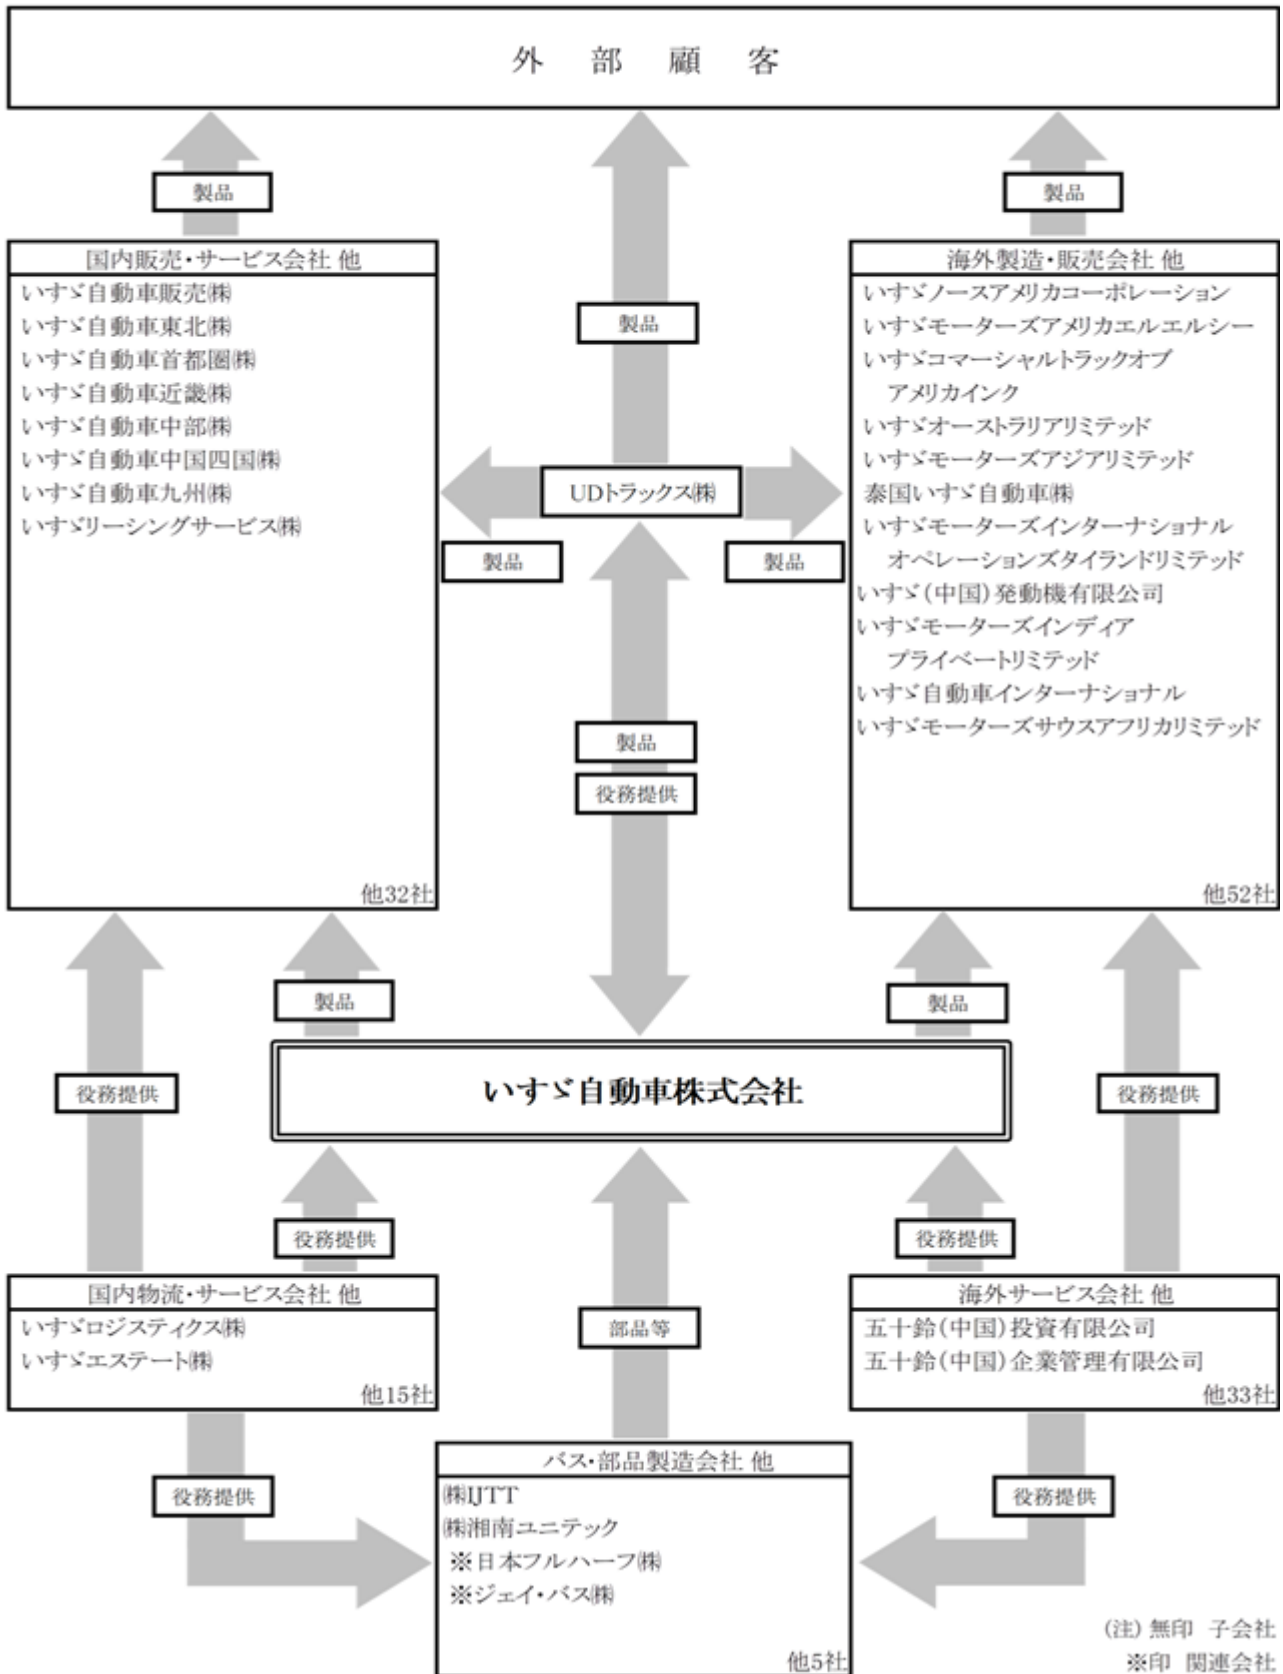 外部顧客
製品
製品
国内販売・サービス会社 他
いすゞ自動車販売㈱
いすゞ自動車東北㈱
いすゞ自動車首都圏㈱
いすゞ自動車近畿㈱
いすゞ自動車中部㈱
いすゞ自動車中国四国㈱
いすゞ自動車九州㈱
いすゞリーシングサービス㈱
他32社
製品
UDトラックス㈱
製品
製品
製品
役務提供
海外製造・販売会社 他
いすゞノースアメリカコーポレーション
いすゞモーターズアメリカエルエルシー
いすゞコマーシャルトラックオブ
アメリカインク
いすゞオーストラリアリミテッド
いすゞモーターズアジアリミテッド
泰国いすゞ自動車㈱
いすゞモーターズインターナショナル
オペレーションズタイランドリミテッド
いすゞ(中国)発動機有限公司
いすゞモーターズインディア
プライベートリミテッド
いすゞ自動車インターナショナル
いすゞモーターズサウスアフリカリミテッド
他52社
製品
製品
いすゞ自動車株式会社
役務提供
役務提供
役務提供
役務提供
国内物流・サービス会社 他
いすゞロジスティクス㈱
いすゞエステート㈱
他15社
部品等
海外サービス会社 他
五十鈴(中国)投資有限公司
五十鈴(中国)企業管理有限公司
他33社
役務提供
役務提供
バス・部品製造会社 他
㈱IJTT
㈱湘南ユニテック
※日本フルハーフ㈱
※ジェイ・バス㈱
他5社
(注) 無印 子会社
※印 関連会社